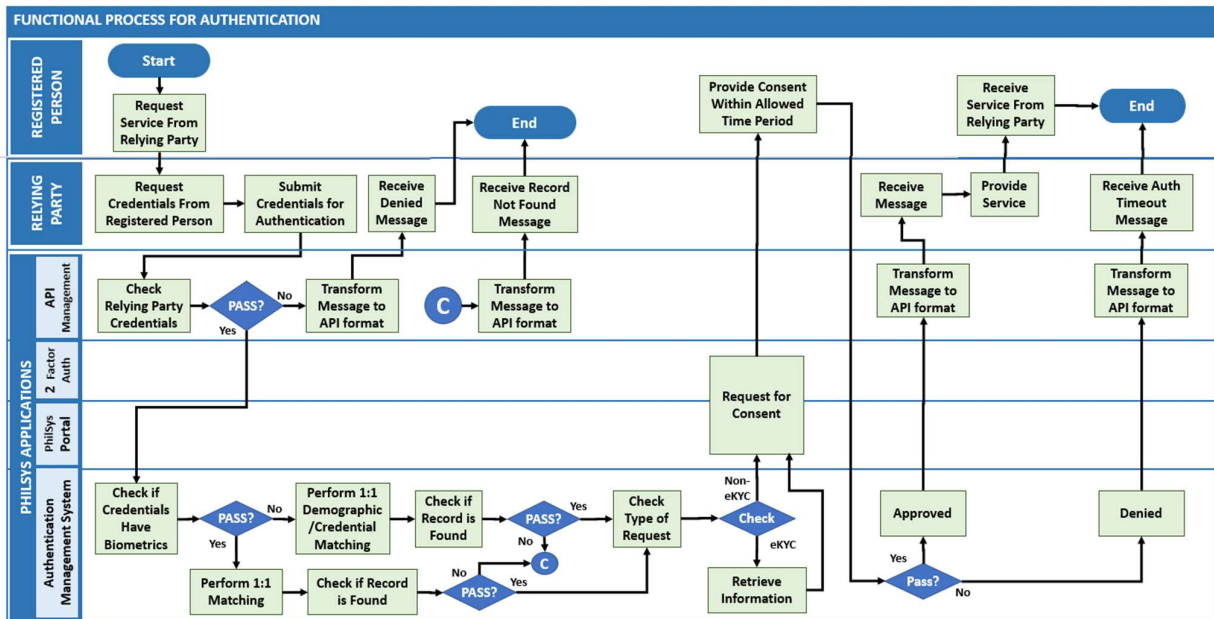 FUNCTIONAL PROCESS FOR AUTHENTICATION
REGISTERED
PERSON
Start
Request
Service From
Relying Party
End
Provide Consent
Within Allowed
Time Period
Receive
Service From
Relying Party
End
RELYING
PARTY
Request
Credentials From
Registered Person
Submit
Credentials for
Authentication
Receive
Denied
Message
Receive Record
Not Found
Message
Receive
Message
Provide
Service
Receive Auth
Timeout
Message
PHILSYS APPLICATIONS
API
Management
Check
Relying Party
Credentials
PASS?
No
Yes
Transform
Message to
API format
C
Transform
Message to
API format
Transform
Message to
API format
Transform
Message to
API format
2 Factor
Auth
PhilSys
Portal
Request for
Consent
Authentication
Management System
Check if
Credentials
Have
Biometrics
PASS?
No
Yes
Perform 1:1
Demographic
/Credential
Matching
Check if
Record is
Found
PASS?
Yes
No
C
Check
Type of
Request
Non-
eKYC
Check
eKYC
Approved
Denied
Perform 1:1
Matching
Check if Record
is Found
No
PASS?
Yes
Retrieve
Information
Yes
Pass?
No